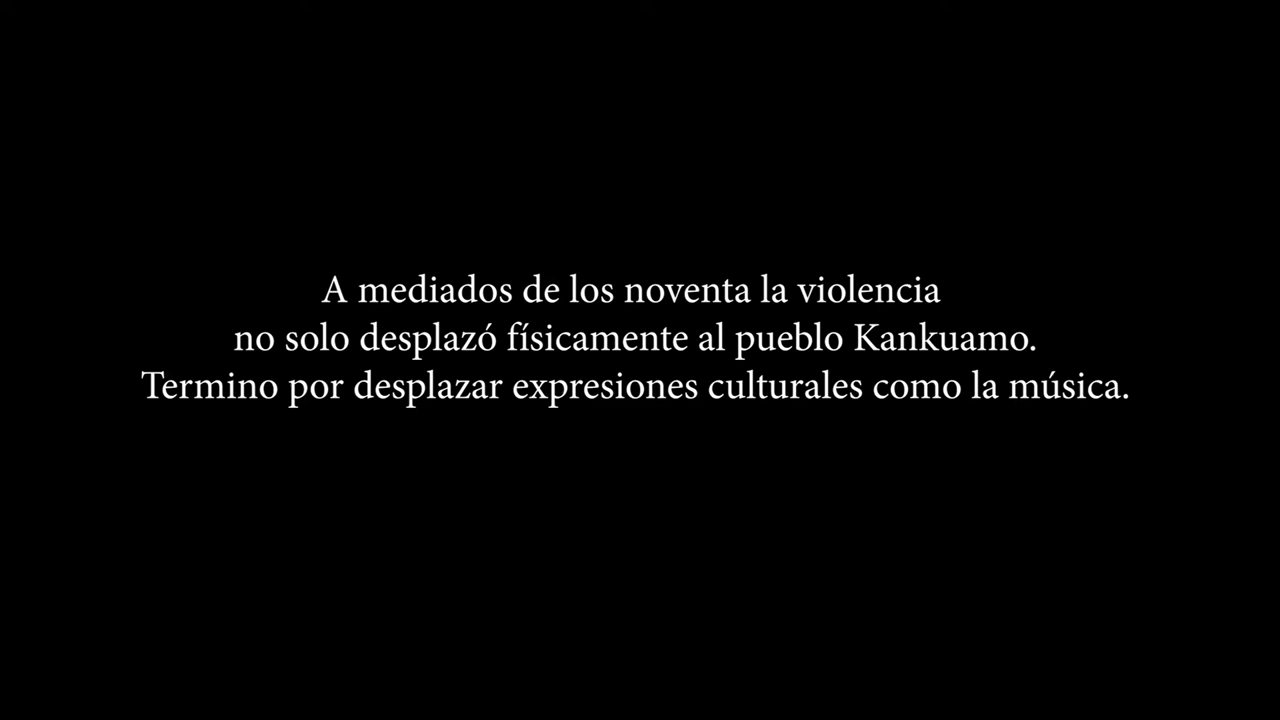 A mediados de los noventa la violencia
no solo desplazó físicamente al pueblo Kankuamo.
Termino por desplazar expresiones culturales como la música.